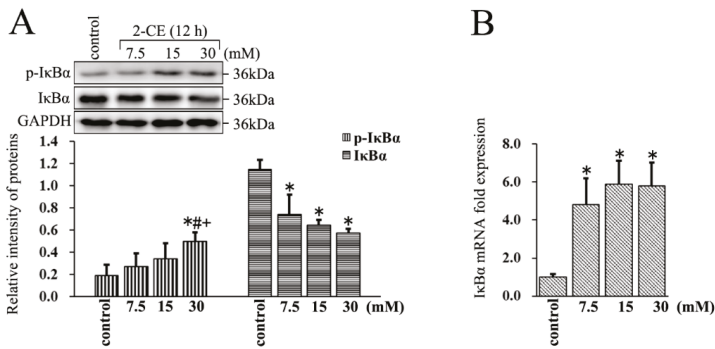 A
control
2-CE (12 h)
7.5 15 30 (mM)
p-IκBα 36kDa
IκBα 36kDa
GAPDH 36kDa
Relative intensity of proteins
1.4
1.2
1.0
0.8
0.6
0.4
0.2
0.0
p-IκBα
IκBα
*#+
* * *
control 7.5 15 30 control 7.5 15 30 (mM)
B
IκBα mRNA fold expression
8.0
6.0
4.0
2.0
0.0
* * *
control 7.5 15 30 (mM)